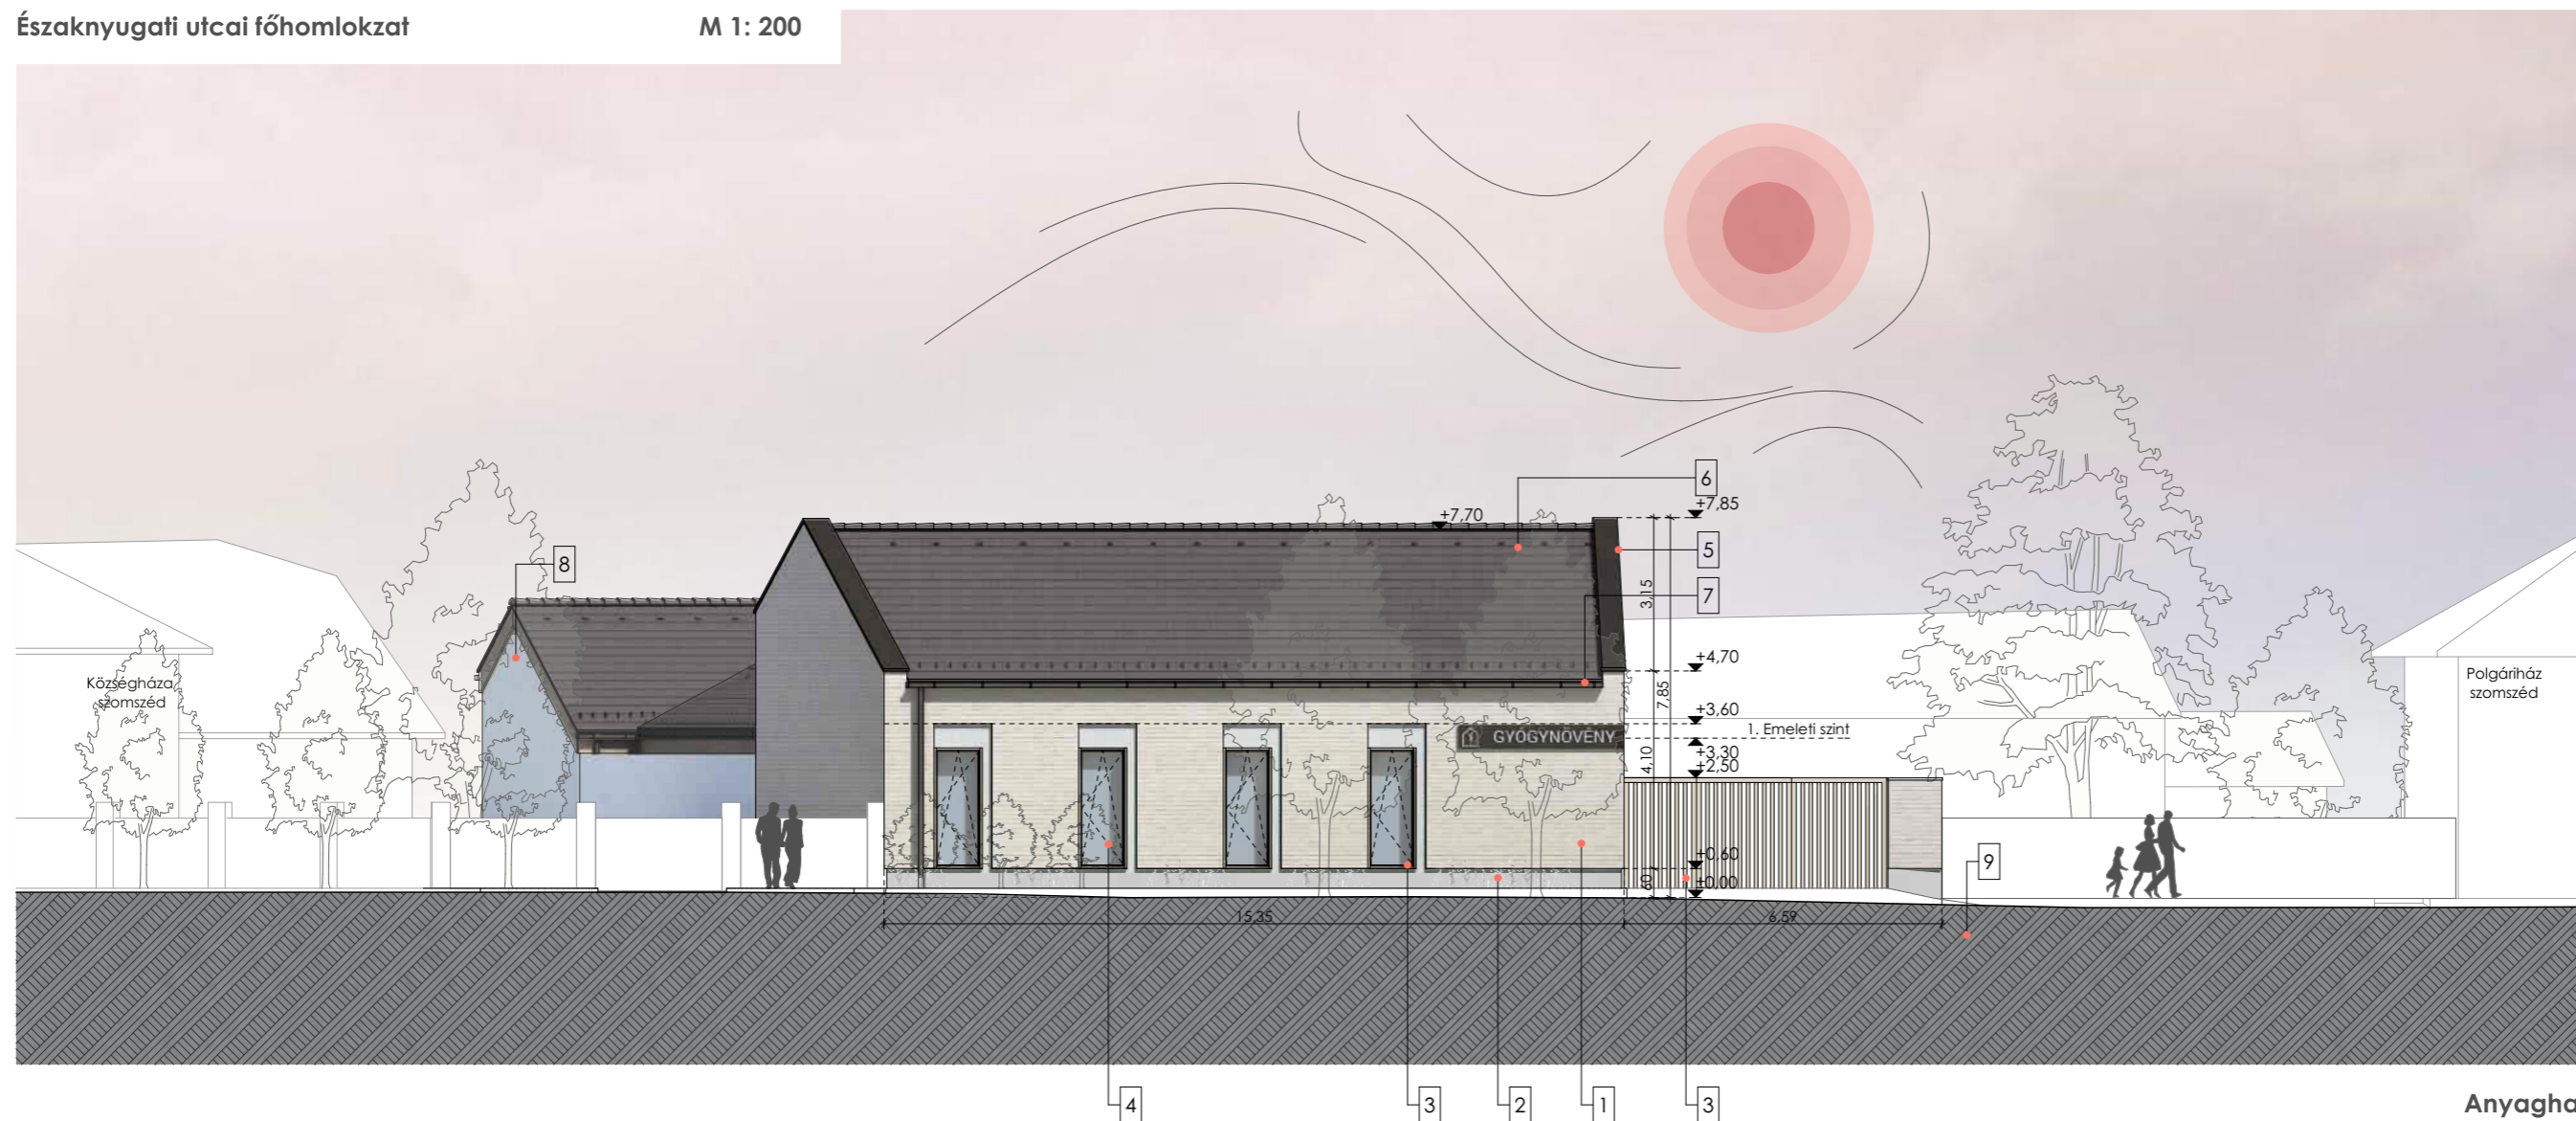 Északnyugati utcai főhomlokzat
M 1: 200
6
+7,85
+7,70
5
8
3,15
7
+4,70
Községháza
szomszéd
Polgáriház
szomszéd
7,85
+3,60
GYÓGYNÖVÉNY
1. Emeleti szint
+3,30
4,10
+2,50
+0,60
9
60
±0,00
15,35
6,59
4
3
2
1
3
Anyagha